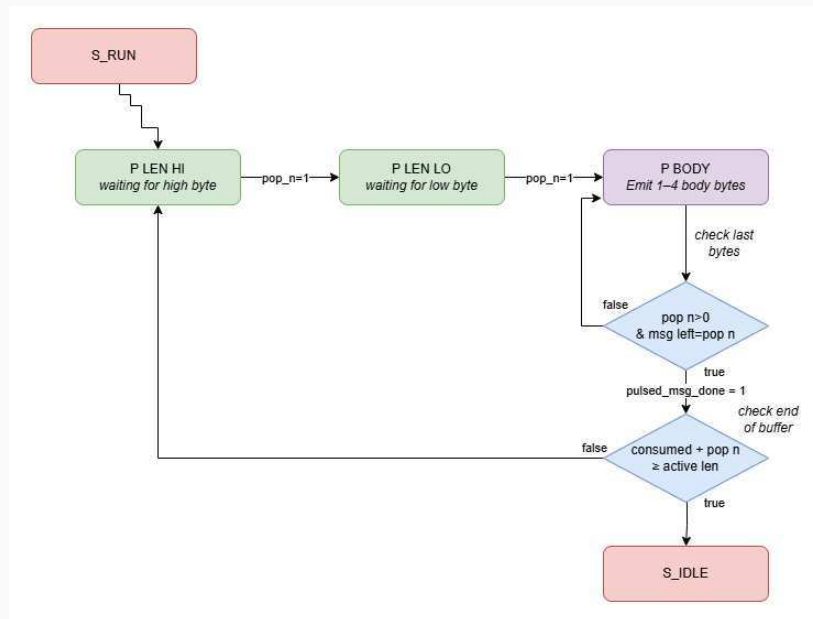 S_RUN
P LEN HI
waiting for high byte
pop_n=1
P LEN LO
waiting for low byte
pop_n=1
P BODY
Emit 1–4 body bytes
check last
bytes
false
pop n>0
& msg left=pop n
true
pulsed_msg_done = 1
check end
of buffer
false
consumed + pop n
≥ active len
true
S_IDLE